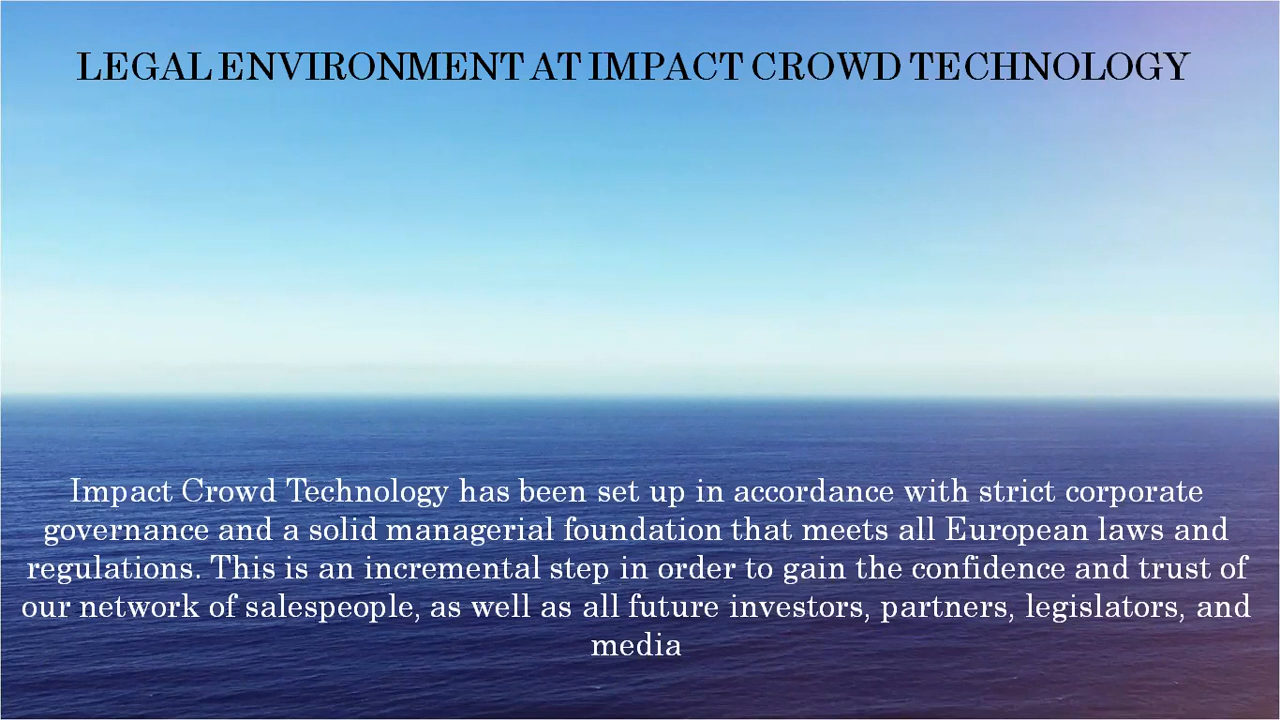 LEGAL ENVIRONMENT AT IMPACT CROWD TECHNOLOGY
Impact Crowd Technology has been set up in accordance with strict corporate
governance and a solid managerial foundation that meets all European laws and
regulations. This is an incremental step in order to gain the confidence and trust of
our network of salespeople, as well as all future investors, partners, legislators, and
media